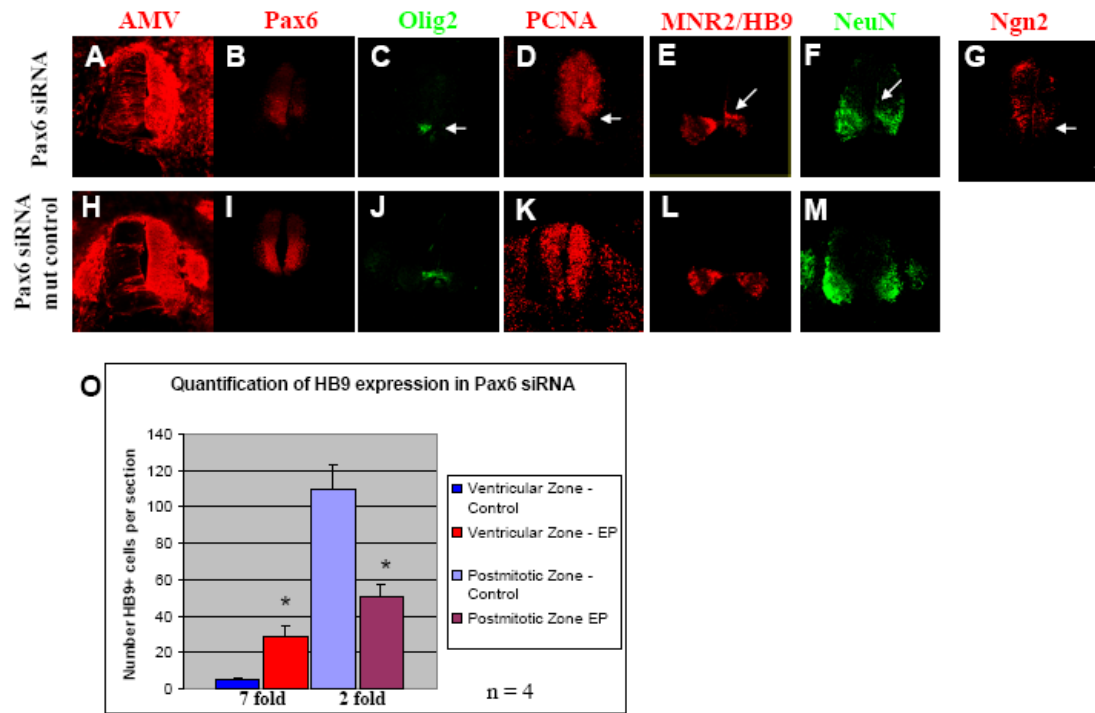 AMV Pax6 Olig2 PCNA MNR2/HB9 NeuN Ngn2
Pax6 siRNA
A B C D E F G
Pax6 siRNA
mut control
H I J K L M
O
Quantification of HB9 expression in Pax6 siRNA
Number HB9+ cells per section
140
120
100
80
60
40
20
0
*
*
7 fold 2 fold
n = 4
Ventricular Zone -
Control
Ventricular Zone - EP
Postmitotic Zone -
Control
Postmitotic Zone EP